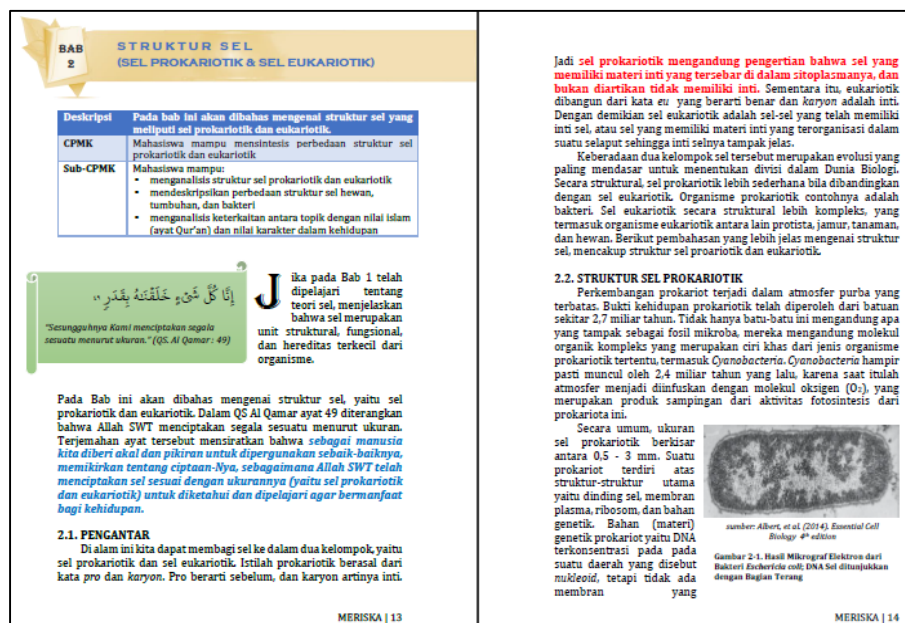 BAB
2
STRUKTUR SEL
(SEL PROKARIOTIK & SEL EUKARIOTIK)
Deskripsi Pada bab ini akan dibahas mengenai struktur sel yang
meliputi sel prokariotik dan eukariotik.
CPMK Mahasiswa mampu mensintesis perbedaan struktur sel
prokariotik dan eukariotik
Sub-CPMK Mahasiswa mampu:
• menganalisis struktur sel prokariotik dan eukariotik
• mendeskripsikan perbedaan struktur sel hewan,
tumbuhan, dan bakteri
• menganalisis keterkaitan antara topik dengan nilai islam
(ayat Qur'an) dan nilai karakter dalam kehidupan
إِنَّا كُلَّ شَيْءٍ خَلَقْنَاهُ بِقَدَرٍ ٤٩
"Sesungguhnya Kami menciptakan segala
sesuatu menurut ukuran." (QS. Al Qamar : 49)
Jika pada Bab 1 telah
dipelajari tentang
teori sel, menjelaskan
bahwa sel merupakan
unit struktural, fungsional,
dan hereditas terkecil dari
organisme.
Pada Bab ini akan dibahas mengenai struktur sel, yaitu sel
prokariotik dan eukariotik. Dalam QS Al Qamar ayat 49 diterangkan
bahwa Allah SWT menciptakan segala sesuatu menurut ukuran.
Terjemahan ayat tersebut mensiratkan bahwa sebagai manusia
kita diberi akal dan pikiran untuk dipergunakan sebaik-baiknya,
memikirkan tentang ciptaan-Nya, sebagaimana Allah SWT telah
menciptakan sel sesuai dengan ukurannya (yaitu sel prokariotik
dan eukariotik) untuk diketahui dan dipelajari agar bermanfaat
bagi kehidupan.
2.1. PENGANTAR
Di alam ini kita dapat membagi sel ke dalam dua kelompok, yaitu
sel prokariotik dan sel eukariotik. Istilah prokariotik berasal dari
kata pro dan karyon. Pro berarti sebelum, dan karyon artinya inti.
MERISKA | 13
Jadi sel prokariotik mengandung pengertian bahwa sel yang
memiliki materi inti yang tersebar di dalam sitoplasmanya, dan
bukan diartikan tidak memiliki inti. Sementara itu, eukariotik
dibangun dari kata eu yang berarti benar dan karyon adalah inti.
Dengan demikian sel eukariotik adalah sel-sel yang telah memiliki
inti sel, atau sel yang memiliki materi inti yang terorganisasi dalam
suatu selaput sehingga inti selnya tampak jelas.
Keberadaan dua kelompok sel tersebut merupakan evolusi yang
paling mendasar untuk menentukan divisi dalam Dunia Biologi.
Secara struktural, sel prokariotik lebih sederhana bila dibandingkan
dengan sel eukariotik. Organisme prokariotik contohnya adalah
bakteri. Sel eukariotik secara struktural lebih kompleks, yang
termasuk organisme eukariotik antara lain protista, jamur, tanaman,
dan hewan. Berikut pembahasan yang lebih jelas mengenai struktur
sel, mencakup struktur sel proariotik dan eukariotik.
2.2. STRUKTUR SEL PROKARIOTIK
Perkembangan prokariot terjadi dalam atmosfer purba yang
terbatas. Bukti kehidupan prokariotik telah diperoleh dari batuan
sekitar 2,7 miliar tahun. Tidak hanya batu-batu ini mengandung apa
yang tampak sebagai fosil mikroba, mereka mengandung molekul
organik kompleks yang merupakan ciri khas dari jenis organisme
prokariotik tertentu, termasuk Cyanobacteria. Cyanobacteria hampir
pasti muncul oleh 2,4 miliar tahun yang lalu, karena saat itulah
atmosfer menjadi diinfuskan dengan molekul oksigen (O₂), yang
merupakan produk sampingan dari aktivitas fotosintesis dari
prokariota ini.
Secara umum, ukuran
sel prokariotik berkisar
antara 0,5 - 3 mm. Suatu
prokariot terdiri atas
struktur-struktur utama
yaitu dinding sel, membran
plasma, ribosom, dan bahan
genetik. Bahan (materi)
genetik prokariot yaitu DNA
terkonsentrasi pada pada
suatu daerah yang disebut
nukleoid, tetapi tidak ada
membran yang
sumber: Albert, et al. (2014). Essential Cell
Biology 4th edition
Gambar 2-1. Hasil Mikrograf Elektron dari
Bakteri Eschericia coli; DNA Sel ditunjukkan
dengan Bagian Terang
MERISKA | 14